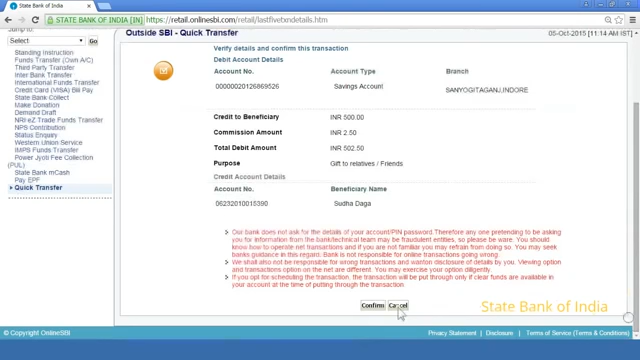 State Bank of India
STATE BANK OF INDIA [IN] https://retail.onlinesbi.com/retail/lastfivetxndetails.htm
Jump to:
Select
Go
Standing Instruction
Funds Transfer (Own A/C)
Third Party Transfer
Inter Bank Transfer
International Funds Transfer
Credit Card (VISA) Bill Pay
State Bank Collect
Make Donation
Demand Draft
NRI eZ Trade Funds Transfer
NPS Contribution
Status Enquiry
Western Union Service
IMPS Funds Transfer
Power Jyoti Fee Collection
(PUL)
State Bank mCash
Pay EPF
Quick Transfer
Outside SBI - Quick Transfer
05-Oct-2015 [11:14 AM IST]
Verify details and confirm this transaction
Debit Account Details
Account No. Account Type Branch
00000020126869526 Savings Account SANYOGITAGANJ,INDORE
Credit to Beneficiary INR 500.00
Commission Amount INR 2.50
Total Debit Amount INR 502.50
Purpose Gift to relatives / Friends
Credit Account Details
Account No. Beneficiary Name
06232010015390 Sudha Daga
Our bank does not ask for the details of your account/PIN password. Therefore any one pretending to be asking
you for information from the bank/technical team may be fraudulent entities, so please be ware. You should
know how to operate net transactions and if you are not familiar you may refrain from doing so. You may seek
banks guidance in this regard. Bank is not responsible for online transactions going wrong.
We shall also not be responsible for wrong transactions and wanton disclosure of details by you. Viewing option
and transactions option on the net are different. You may exercise your option diligently.
If you opt for scheduling the transaction, the transaction will be put through only if clear funds are available in
your account at the time of putting through the transaction
Confirm Cancel
State Bank of India
© Copyright OnlineSBI
Privacy Statement | Disclosure | Terms of Service (Terms & Conditions)